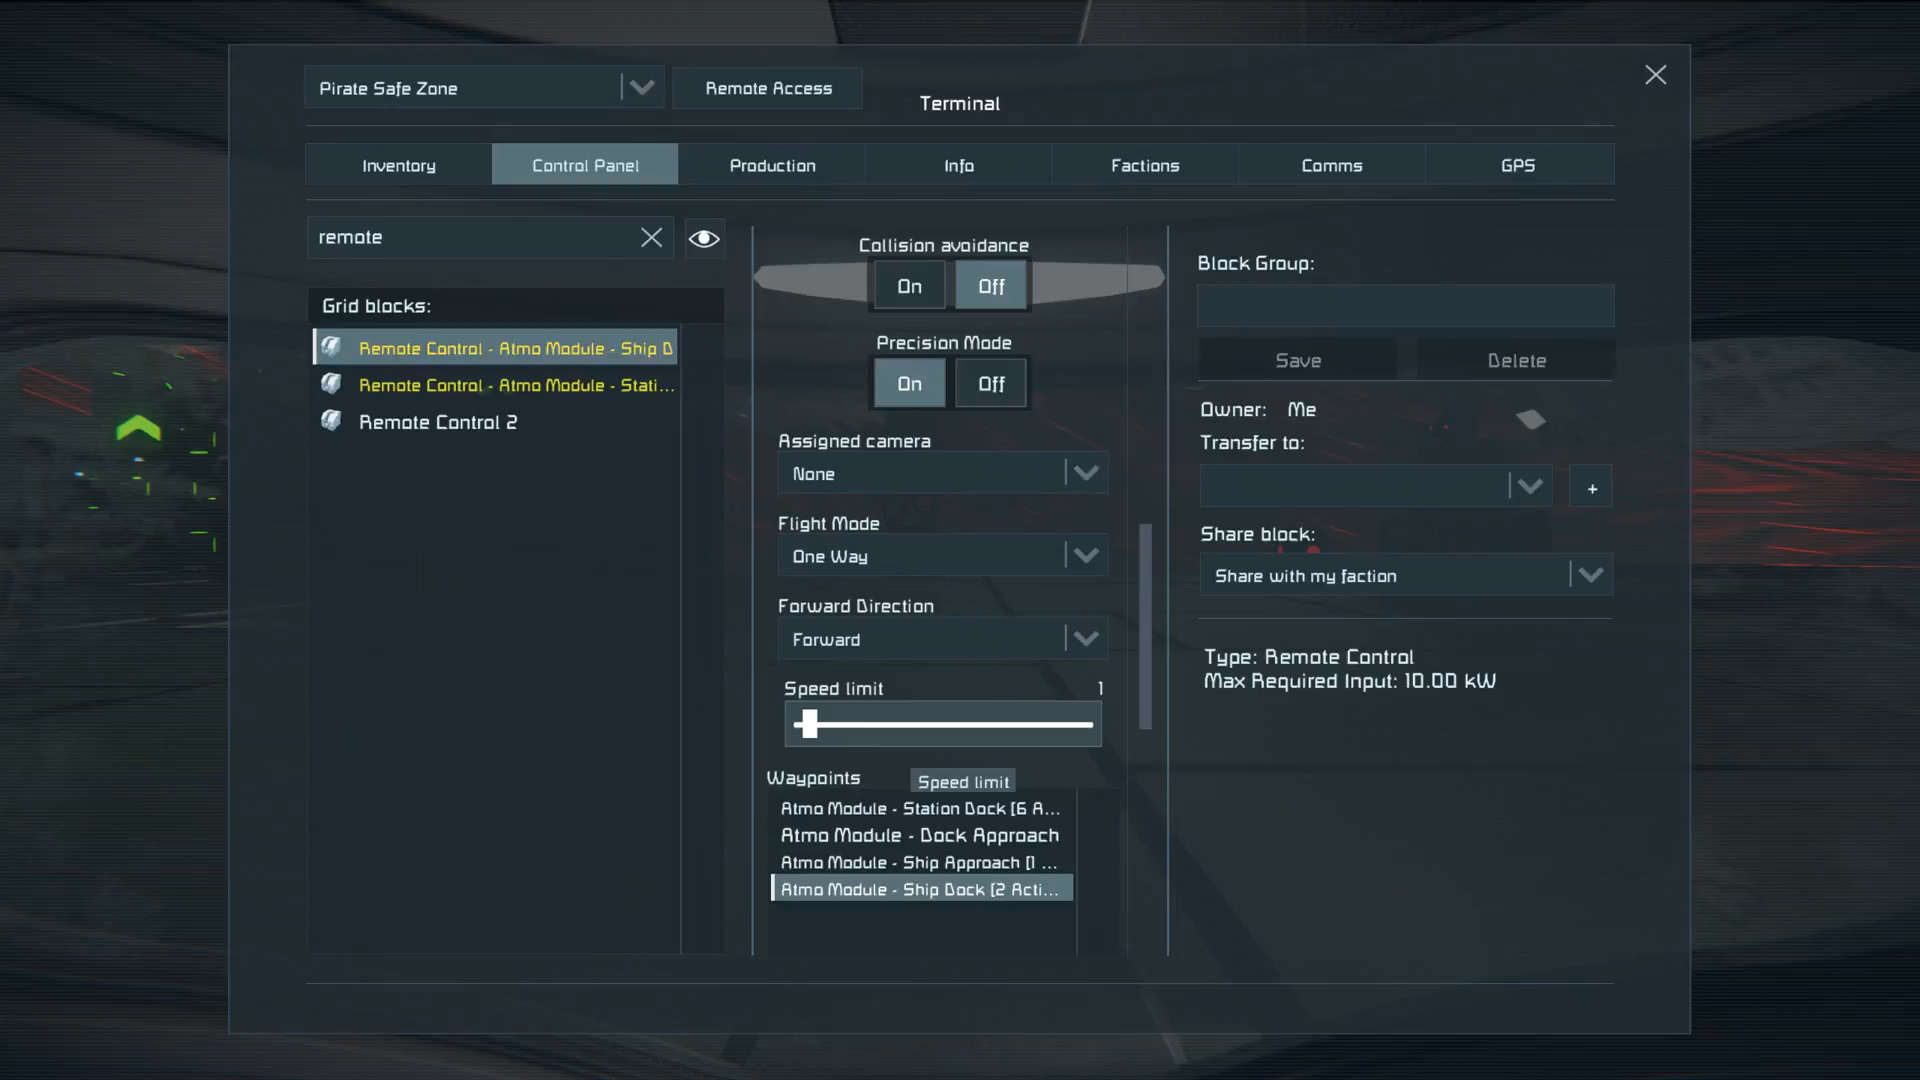 Pirate Safe Zone
Remote Access
Terminal
Inventory
Control Panel
Production
Info
Factions
Comms
GPS
remote
Grid blocks:
Remote Control - Atmo Module - Ship D
Remote Control - Atmo Module - Stati...
Remote Control 2
Collision avoidance
On
Off
Precision Mode
On
Off
Assigned camera
None
Flight Mode
One Way
Forward Direction
Forward
Speed limit
1
Waypoints
Speed limit
Atmo Module - Station Dock [6 A...
Atmo Module - Dock Approach
Atmo Module - Ship Approach [1 ...
Atmo Module - Ship Dock [2 Acti...
Block Group:
Save
Delete
Owner: Me
Transfer to:
+
Share block:
Share with my faction
Type: Remote Control
Max Required Input: 10.00 kW